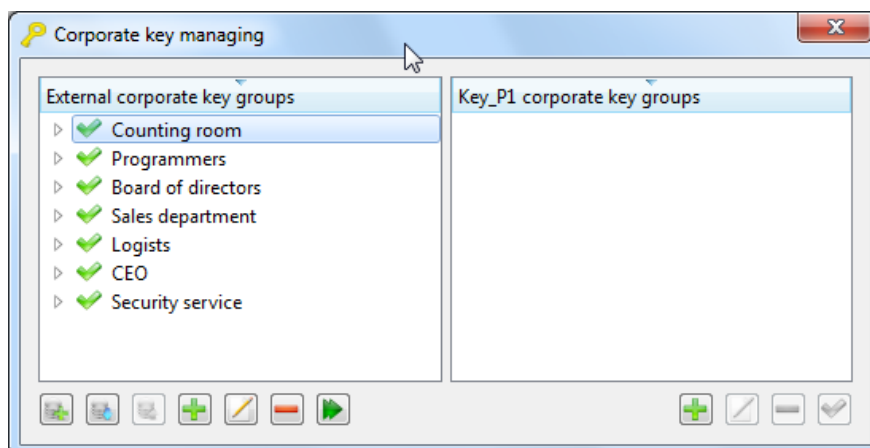 Corporate key managing
External corporate key groups
Key_P1 corporate key groups
Counting room
Programmers
Board of directors
Sales department
Logists
CEO
Security service